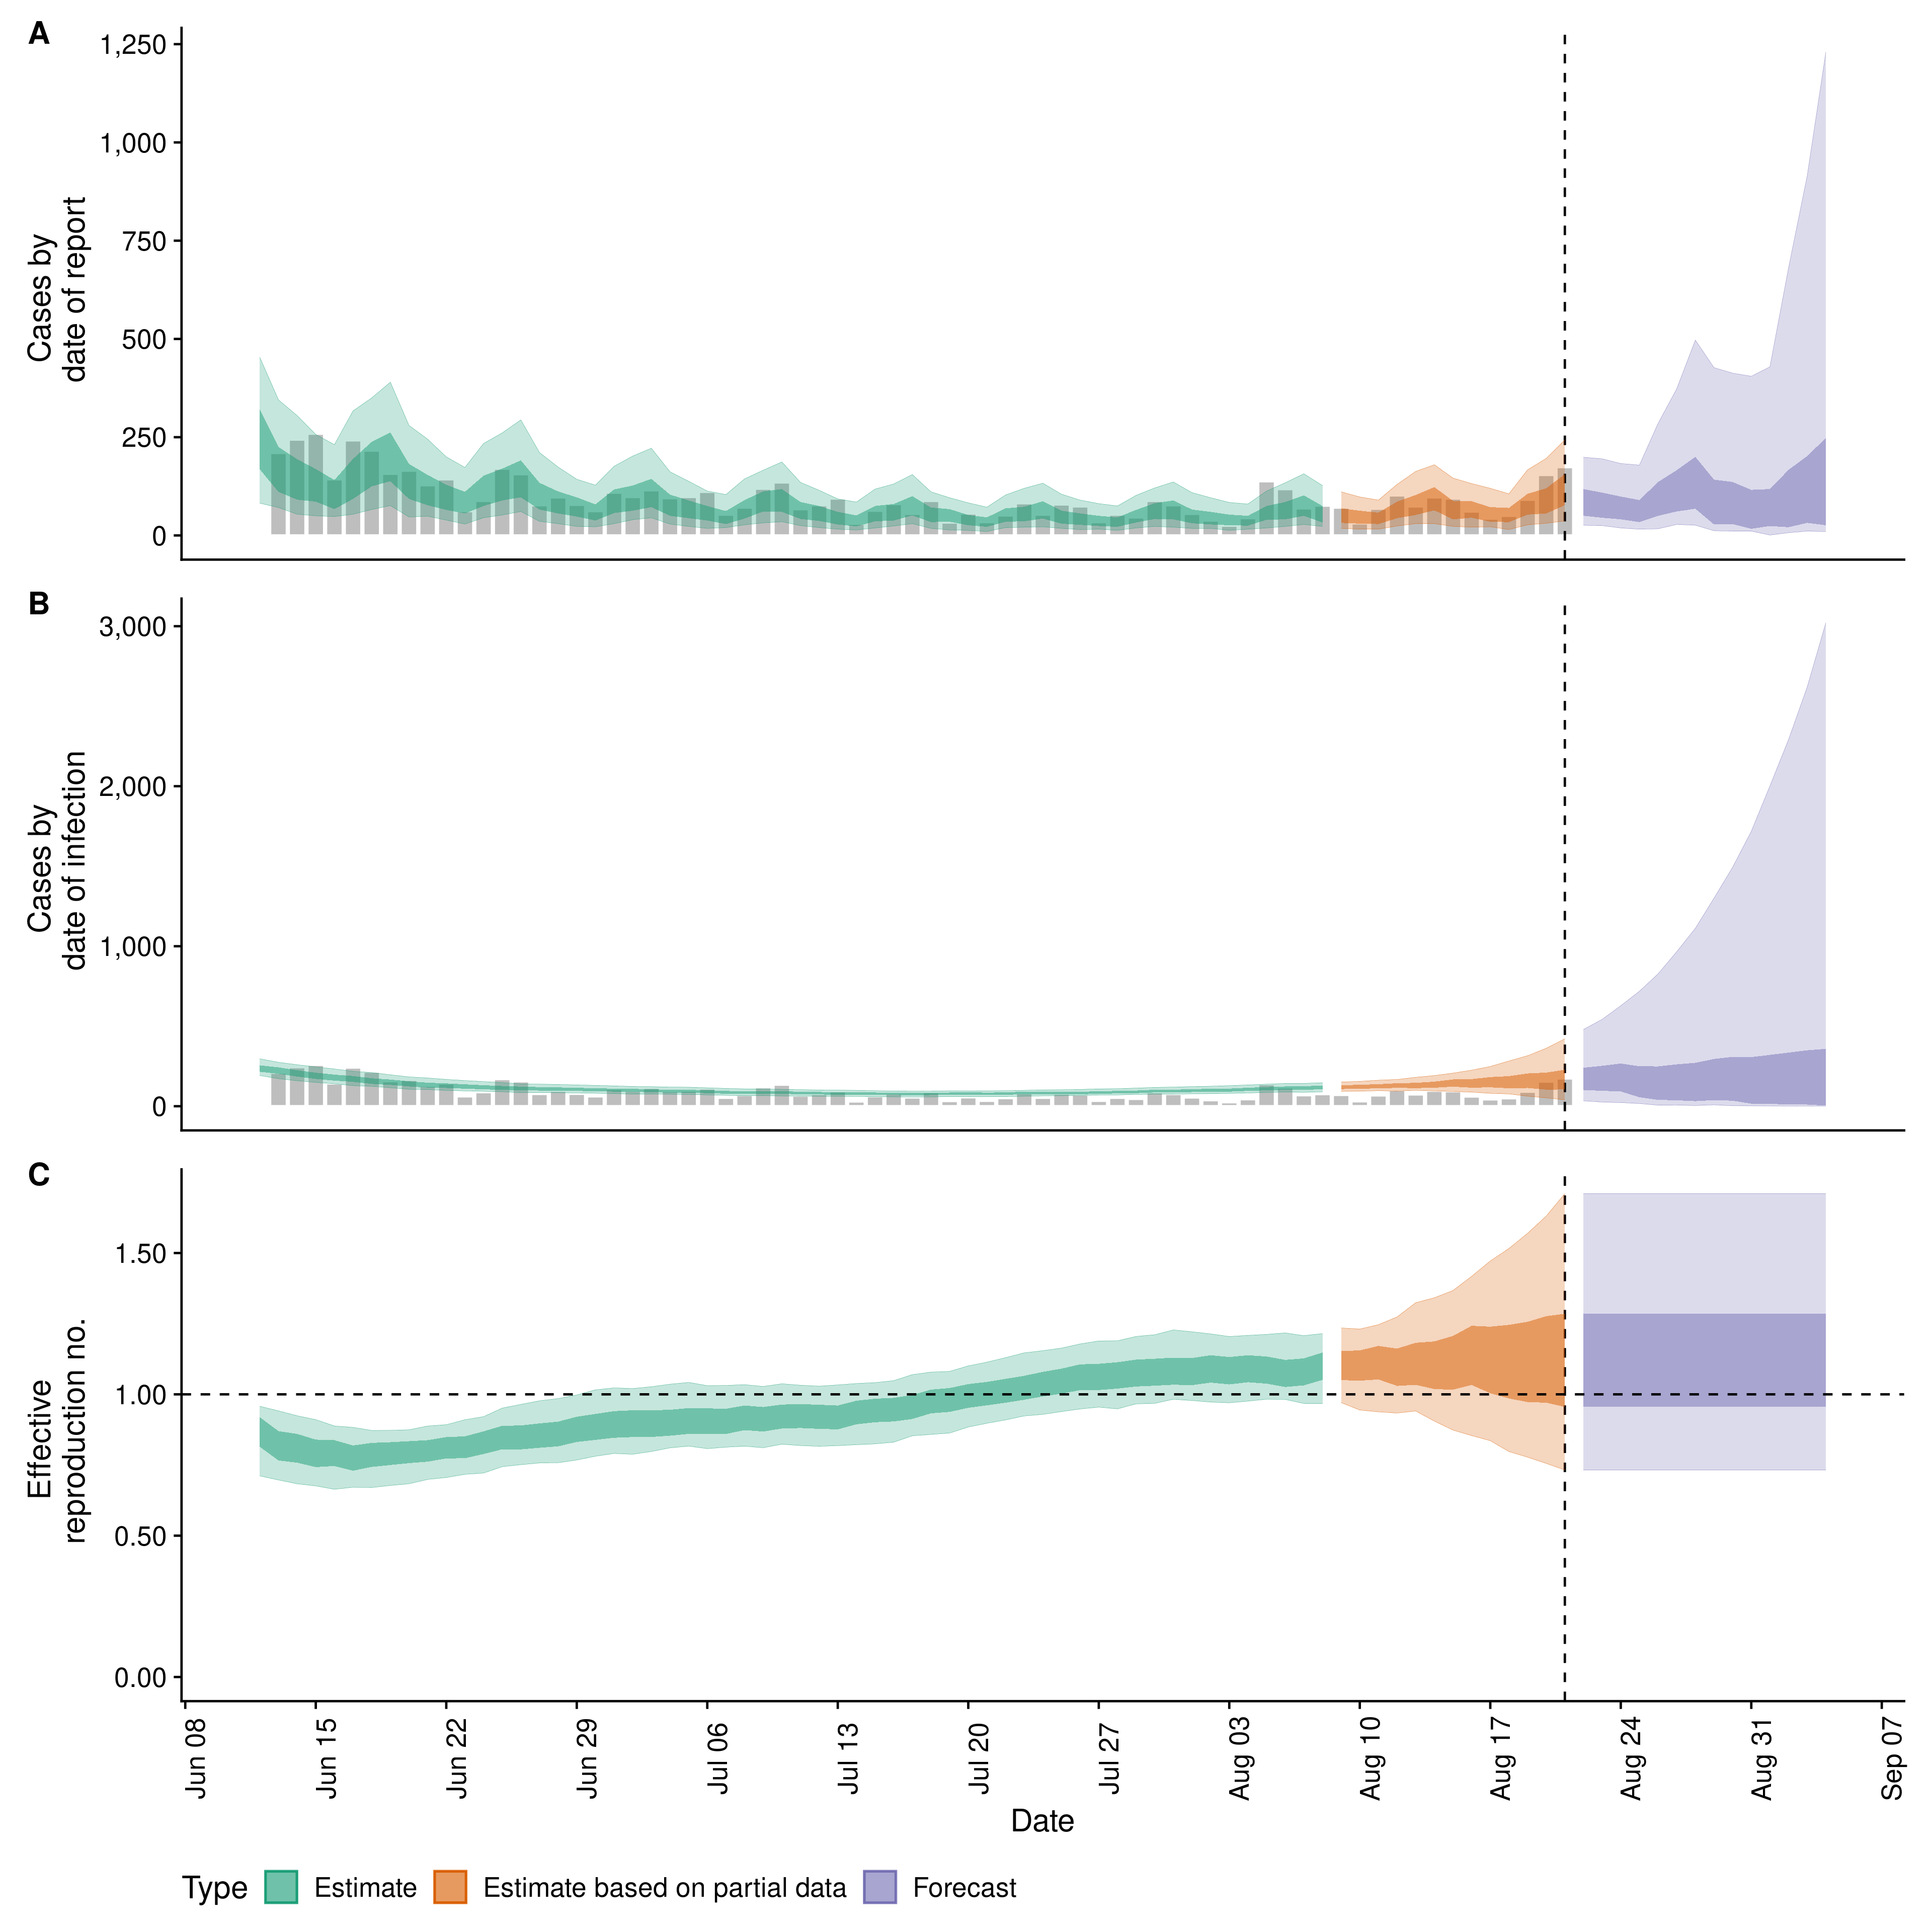 A
1,250
1,000
750
500
250
0
Cases by
date of report
B
3,000
2,000
1,000
0
Cases by
date of infection
C
1.50
1.00
0.50
0.00
Effective
reproduction no.
Jun 08
Jun 15
Jun 22
Jun 29
Jul 06
Jul 13
Jul 20
Jul 27
Aug 03
Aug 10
Aug 17
Aug 24
Aug 31
Sep 07
Date
Type Estimate Estimate based on partial data Forecast